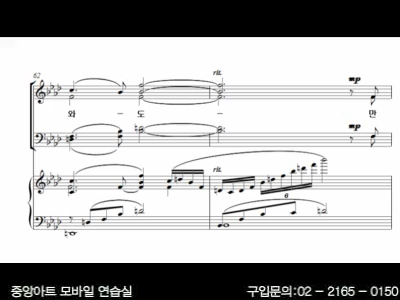 62
rit.
mp
와 - 도 - 만
rit.
중앙아트 모바일 연습실 구입문의:02 - 2165 - 0150